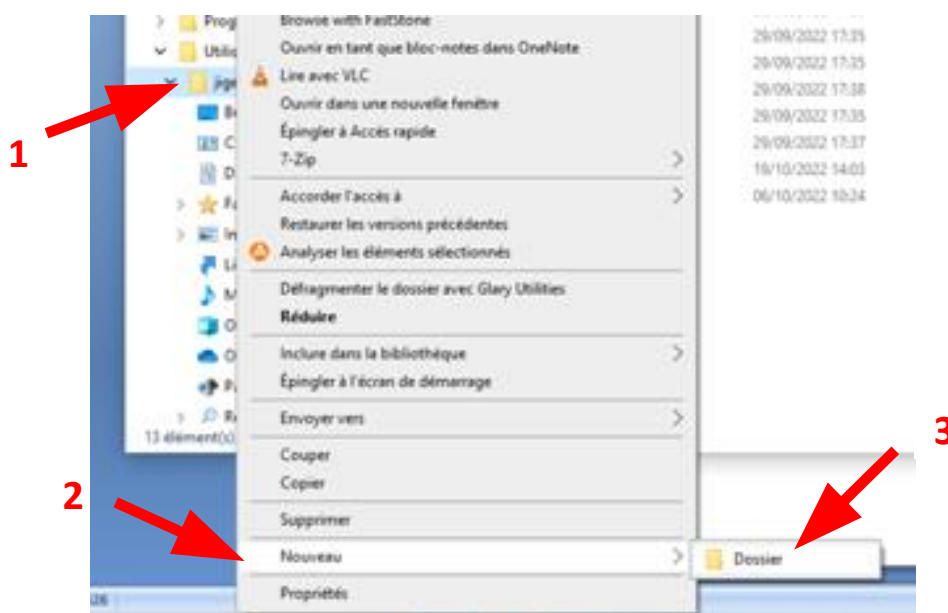 Prog
Browse with FastStone
Utilis
Ouvrir en tant que bloc-notes dans OneNote
29/09/2022 17:35
jige
Lire avec VLC
29/09/2022 17:35
Ouvrir dans une nouvelle fenêtre
29/09/2022 17:38
Épingler à Accès rapide
29/09/2022 17:35
1
7-Zip
29/09/2022 17:37
19/10/2022 14:03
Accorder l'accès à
06/10/2022 10:24
Restaurer les versions précédentes
Analyser les éléments sélectionnés
Défragmenter le dossier avec Glary Utilities
Réduire
Inclure dans la bibliothèque
Épingler à l'écran de démarrage
Envoyer vers
13 élément(s)
Couper
Copier
3
2
Supprimer
Nouveau
Dossier
Propriétés